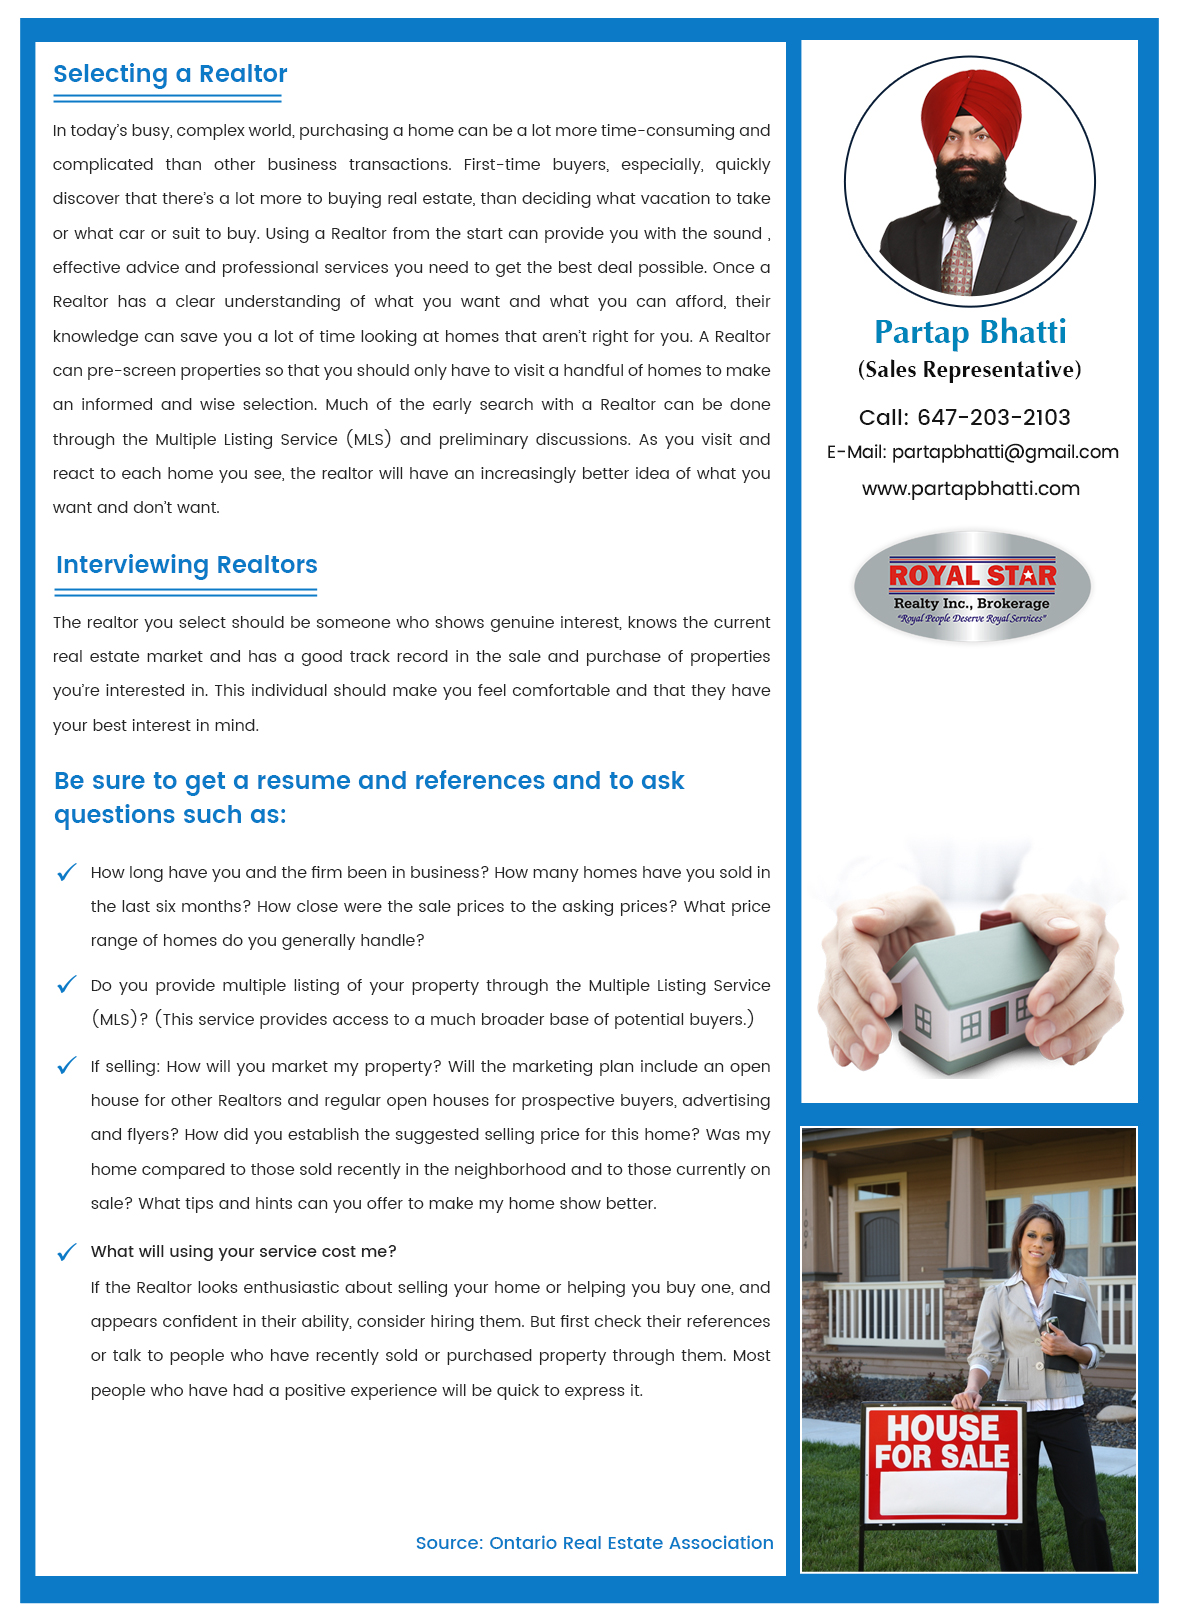 Selecting a Realtor
In today's busy, complex world, purchasing a home can be a lot more time-consuming and
complicated than other business transactions. First-time buyers, especially, quickly
discover that there's a lot more to buying real estate, than deciding what vacation to take
or what car or suit to buy. Using a Realtor from the start can provide you with the sound ,
effective advice and professional services you need to get the best deal possible. Once a
Realtor has a clear understanding of what you want and what you can afford, their
knowledge can save you a lot of time looking at homes that aren't right for you. A Realtor
can pre-screen properties so that you should only have to visit a handful of homes to make
an informed and wise selection. Much of the early search with a Realtor can be done
through the Multiple Listing Service (MLS) and preliminary discussions. As you visit and
react to each home you see, the realtor will have an increasingly better idea of what you
want and don't want.
Interviewing Realtors
The realtor you select should be someone who shows genuine interest, knows the current
real estate market and has a good track record in the sale and purchase of properties
you're interested in. This individual should make you feel comfortable and that they have
your best interest in mind.
Be sure to get a resume and references and to ask
questions such as:
How long have you and the firm been in business? How many homes have you sold in
the last six months? How close were the sale prices to the asking prices? What price
range of homes do you generally handle?
Do you provide multiple listing of your property through the Multiple Listing Service
(MLS)? (This service provides access to a much broader base of potential buyers.)
If selling: How will you market my property? Will the marketing plan include an open
house for other Realtors and regular open houses for prospective buyers, advertising
and flyers? How did you establish the suggested selling price for this home? Was my
home compared to those sold recently in the neighborhood and to those currently on
sale? What tips and hints can you offer to make my home show better.
What will using your service cost me?
If the Realtor looks enthusiastic about selling your home or helping you buy one, and
appears confident in their ability, consider hiring them. But first check their references
or talk to people who have recently sold or purchased property through them. Most
people who have had a positive experience will be quick to express it.
Source: Ontario Real Estate Association
Partap Bhatti
(Sales Representative)
Call: 647-203-2103
E-Mail: partapbhatti@gmail.com
www.partapbhatti.com
ROYAL STAR
Realty Inc., Brokerage
"Royal People Deserve Royal Services"
1004
HOUSE
FOR SALE